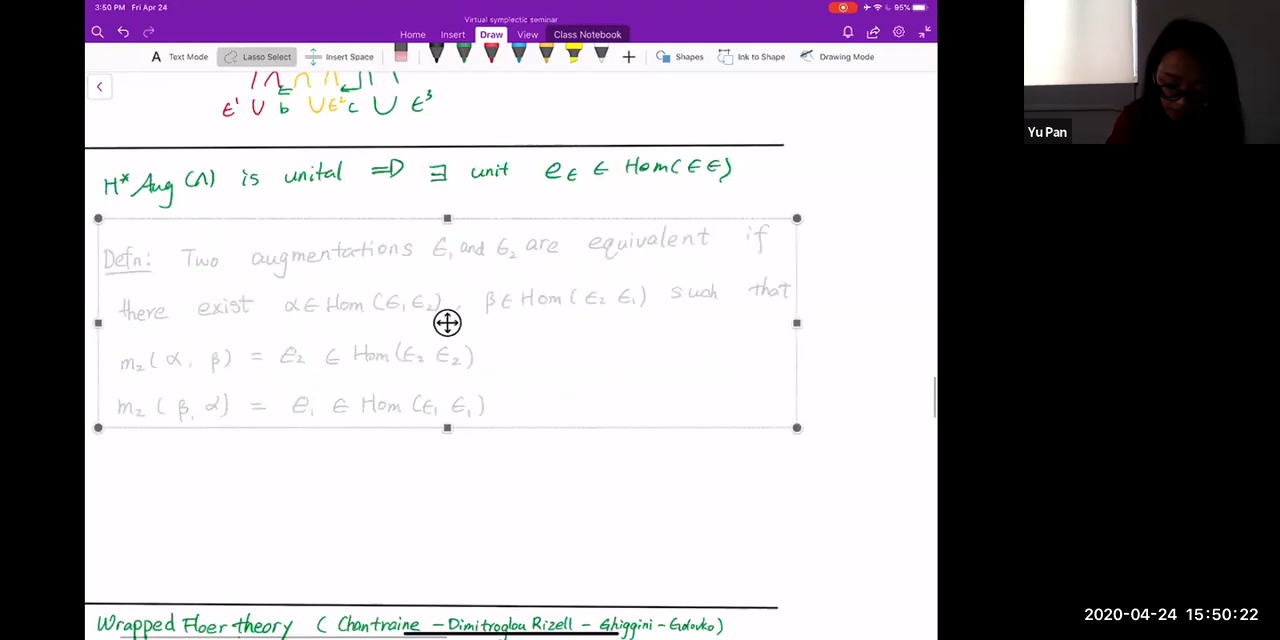 3:50 PM Fri Apr 24
95%
Virtual symplectic seminar
Home Insert Draw View Class Notebook
Text Mode Lasso Select Insert Space Shapes Ink to Shape Drawing Mode
ϵ¹ ∪ b ∪ ϵ² c ∪ ϵ³
H* Aug (Λ) is unital ⇒ ∃ unit e_ϵ ∈ Hom(ϵ ϵ)
Defn: Two augmentations ϵ₁ and ϵ₂ are equivalent if
there exist α ∈ Hom (ϵ₁ ϵ₂), β ∈ Hom (ϵ₂ ϵ₁) such that
m₂ (α, β) = e₂ ∈ Hom (ϵ₂ ϵ₂)
m₂ (β, α) = e₁ ∈ Hom (ϵ₁ ϵ₁)
Wrapped Floer theory ( Chantraine - Dimitroglou Rizell - Ghiggini - Golovko)
Yu Pan
2020-04-24 15:50:22